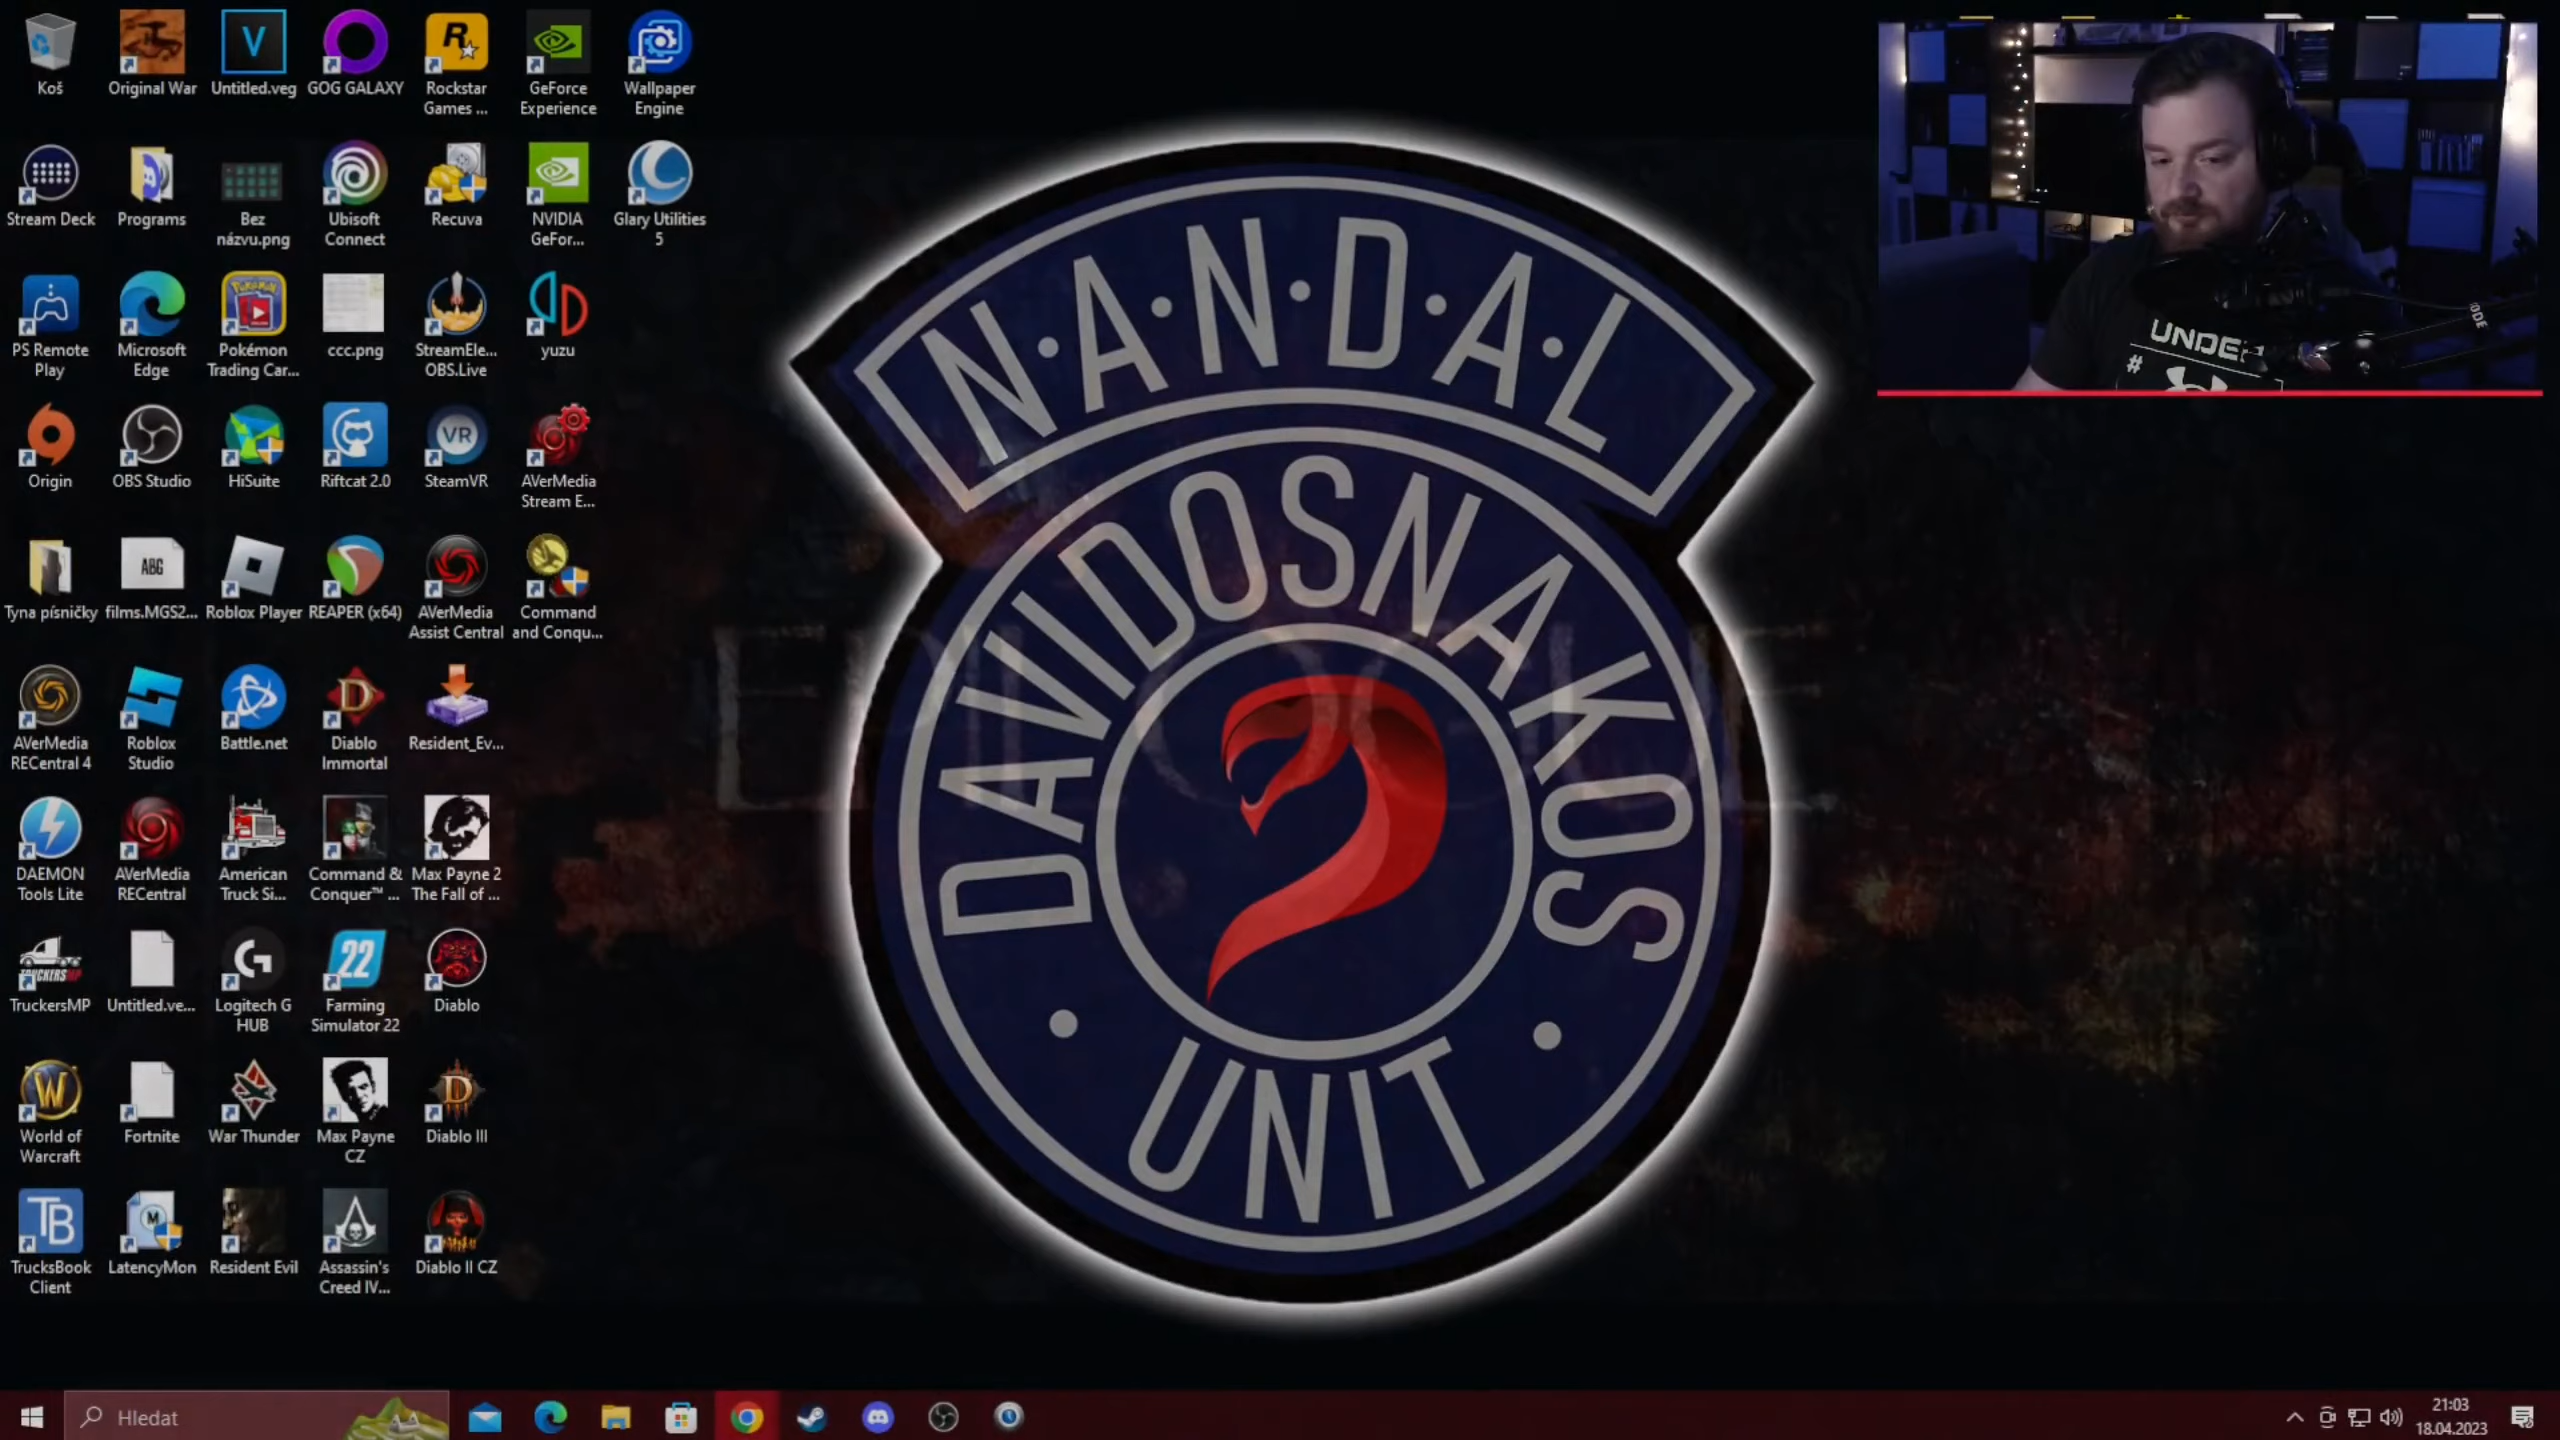 Koš
Original War
Untitled.veg
GOG GALAXY
Rockstar
Games ...
GeForce
Experience
Wallpaper
Engine
Stream Deck
Programs
Bez
názvu.png
Ubisoft
Connect
Recuva
NVIDIA
GeFor...
Glary Utilities
5
PS Remote
Play
Microsoft
Edge
Pokémon
Trading Car...
ccc.png
StreamEle...
OBS.Live
yuzu
Origin
OBS Studio
HiSuite
Riftcat 2.0
VR
SteamVR
AVerMedia
Stream E...
Tyna písničky
ABG
films.MGS2...
Roblox Player
REAPER (x64)
AVerMedia
Assist Central
Command
and Conqu...
AVerMedia
RECentral 4
Roblox
Studio
Battle.net
Diablo
Immortal
Resident_Ev...
DAEMON
Tools Lite
AVerMedia
RECentral
American
Truck Si...
Command &
Conquer™ ...
Max Payne 2
The Fall of ...
TruckersMP
Untitled.ve...
Logitech G
HUB
22
Farming
Simulator 22
Diablo
World of
Warcraft
Fortnite
War Thunder
Max Payne
CZ
Diablo III
TB
TrucksBook
Client
LatencyMon
Resident Evil
Assassin's
Creed IV...
Diablo II CZ
N·A·N·D·A·L
DAVIDOSNAKOS
• UNIT •
EPILOGUE
UNDER
#
Hledat
21:03
18.04.2023